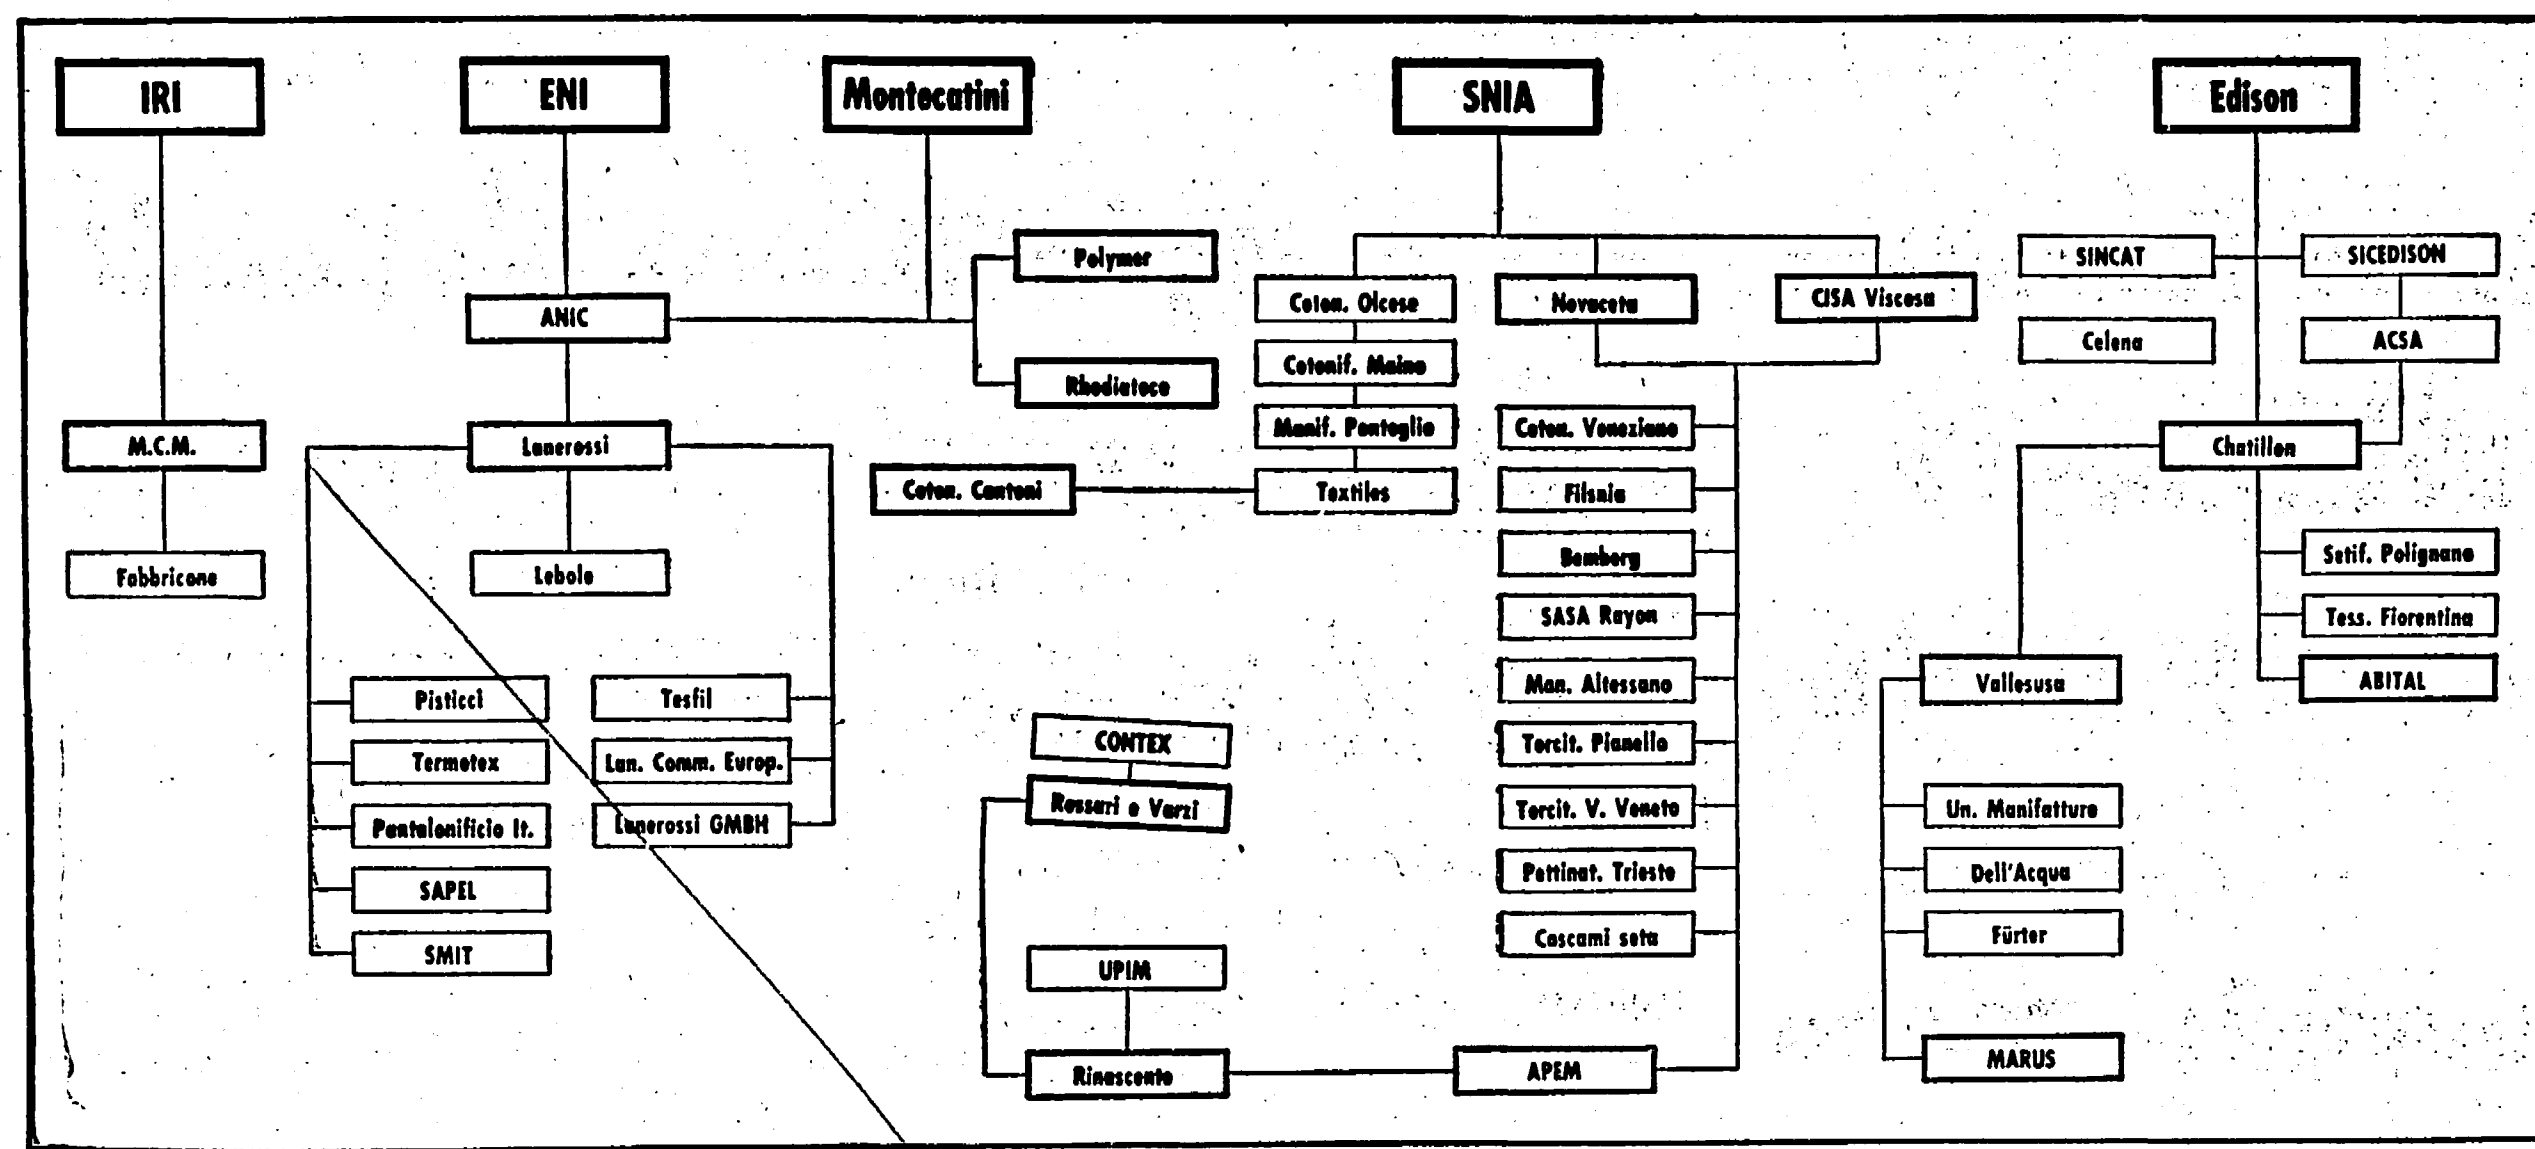 IRI
ENI
Montecatini
SNIA
Edison
Polymer
SINCAT
SICEDISON
ANIC
Coton. Olcese
Novaceta
CISA Viscosa
Celena
ACSA
Cotonif. Maino
Rhodiatoce
M.C.M.
Lanerossi
Manif. Pontoglio
Coton. Veneziano
Chatillon
Coton. Cantoni
Textiles
Filsnia
Fabbricone
Lebole
Bemberg
Setif. Polignano
SASA Rayon
Tess. Fiorentina
Pisticci
Tesfil
Man. Altessano
Vallesusa
ABITAL
CONTEX
Torcit. Pianello
Termotex
Lan. Comm. Europ.
Rossari e Varzi
Torcit. V. Veneto
Un. Manifatture
Pantalonificio It.
Lanerossi GMBH
Pettinat. Trieste
Dell'Acqua
SAPEL
Cascami seta
Fürter
SMIT
UPIM
Rinascente
APEM
MARUS